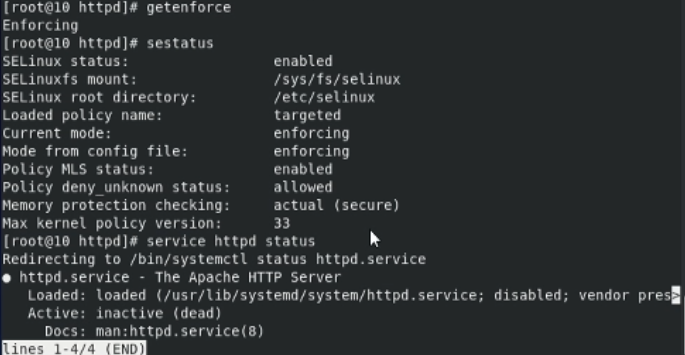 [root@10 httpd]# getenforce
Enforcing
[root@10 httpd]# sestatus
SELinux status:                 enabled
SELinuxfs mount:                /sys/fs/selinux
SELinux root directory:         /etc/selinux
Loaded policy name:             targeted
Current mode:                   enforcing
Mode from config file:          enforcing
Policy MLS status:              enabled
Policy deny_unknown status:     allowed
Memory protection checking:     actual (secure)
Max kernel policy version:      33
[root@10 httpd]# service httpd status
Redirecting to /bin/systemctl status httpd.service
● httpd.service - The Apache HTTP Server
   Loaded: loaded (/usr/lib/systemd/system/httpd.service; disabled; vendor pres>
   Active: inactive (dead)
     Docs: man:httpd.service(8)
lines 1-4/4 (END)